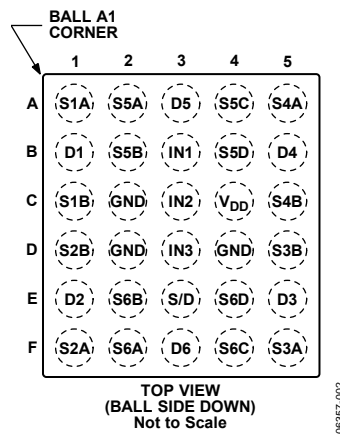 BALL A1
CORNER
1 2 3 4 5
A S1A S5A D5 S5C S4A
B D1 S5B IN1 S5D D4
C S1B GND IN2 VDD S4B
D S2B GND IN3 GND S3B
E D2 S6B S/D S6D D3
F S2A S6A D6 S6C S3A
TOP VIEW
(BALL SIDE DOWN)
Not to Scale
06357-002